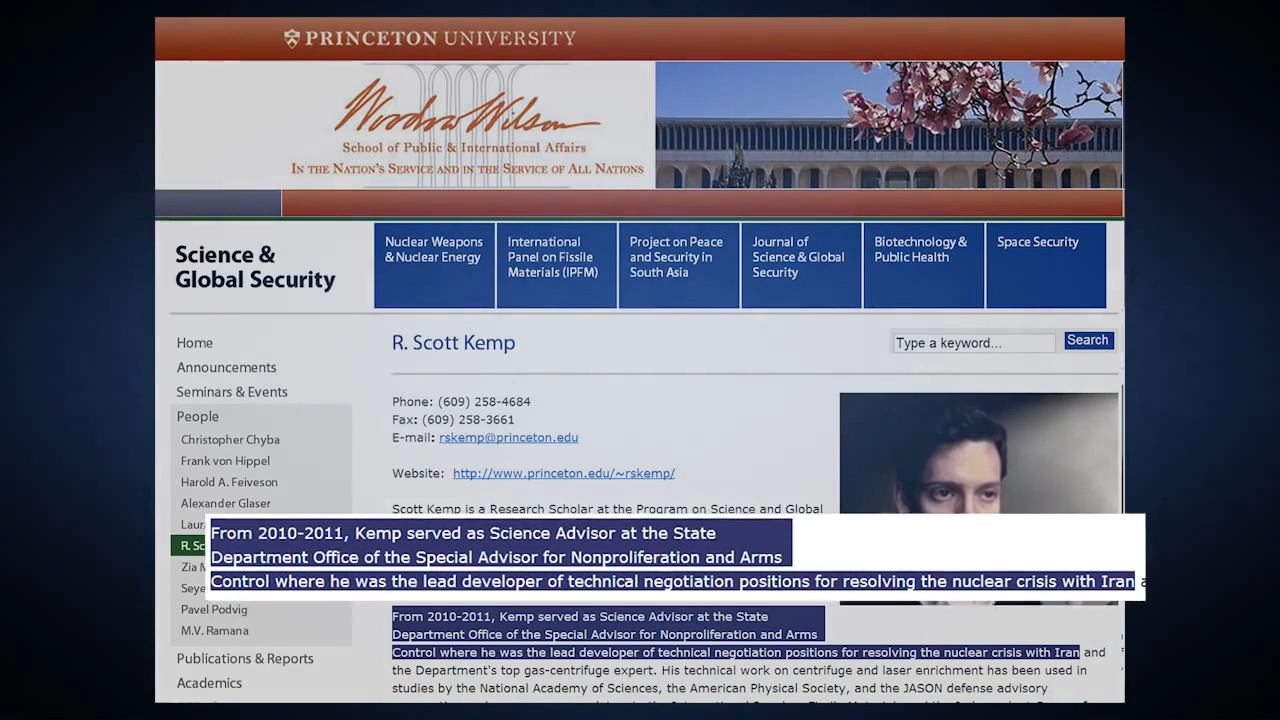 PRINCETON UNIVERSITY
Woodrow Wilson
School of Public & International Affairs
IN THE NATION'S SERVICE AND IN THE SERVICE OF ALL NATIONS
Science &
Global Security
Nuclear Weapons
& Nuclear Energy
International
Panel on Fissile
Materials (IPFM)
Project on Peace
and Security in
South Asia
Journal of
Science & Global
Security
Biotechnology &
Public Health
Space Security
Home
Announcements
Seminars & Events
People
Christopher Chyba
Frank von Hippel
Harold A. Feiveson
Alexander Glaser
R. Scott Kemp
Type a keyword...
Search
Phone: (609) 258-4684
Fax: (609) 258-3661
E-mail: rskemp@princeton.edu
Website: http://www.princeton.edu/~rskemp/
Scott Kemp is a Research Scholar at the Program on Science and Global
From 2010-2011, Kemp served as Science Advisor at the State
Department Office of the Special Advisor for Nonproliferation and Arms
Control where he was the lead developer of technical negotiation positions for resolving the nuclear crisis with Iran
Pavel Podvig
M.V. Ramana
Publications & Reports
Academics
From 2010-2011, Kemp served as Science Advisor at the State
Department Office of the Special Advisor for Nonproliferation and Arms
Control where he was the lead developer of technical negotiation positions for resolving the nuclear crisis with Iran and
the Department's top gas-centrifuge expert. His technical work on centrifuge and laser enrichment has been used in
studies by the National Academy of Sciences, the American Physical Society, and the JASON defense advisory